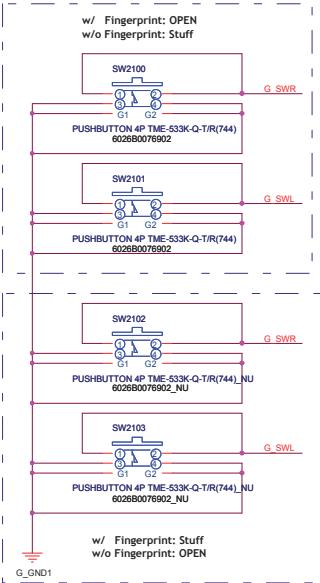 w/ Fingerprint: OPEN
w/o Fingerprint: Stuff
SW2100
1 2 G_SWR
3 4
G1 G2
PUSHBUTTON 4P TME-533K-Q-T/R(744)
6026B0076902
SW2101
1 2 G_SWL
3 4
G1 G2
PUSHBUTTON 4P TME-533K-Q-T/R(744)
6026B0076902
SW2102
1 2 G_SWR
3 4
G1 G2
PUSHBUTTON 4P TME-533K-Q-T/R(744)_NU
6026B0076902_NU
SW2103
1 2 G_SWL
3 4
G1 G2
PUSHBUTTON 4P TME-533K-Q-T/R(744)_NU
6026B0076902_NU
w/ Fingerprint: Stuff
w/o Fingerprint: OPEN
G_GND1